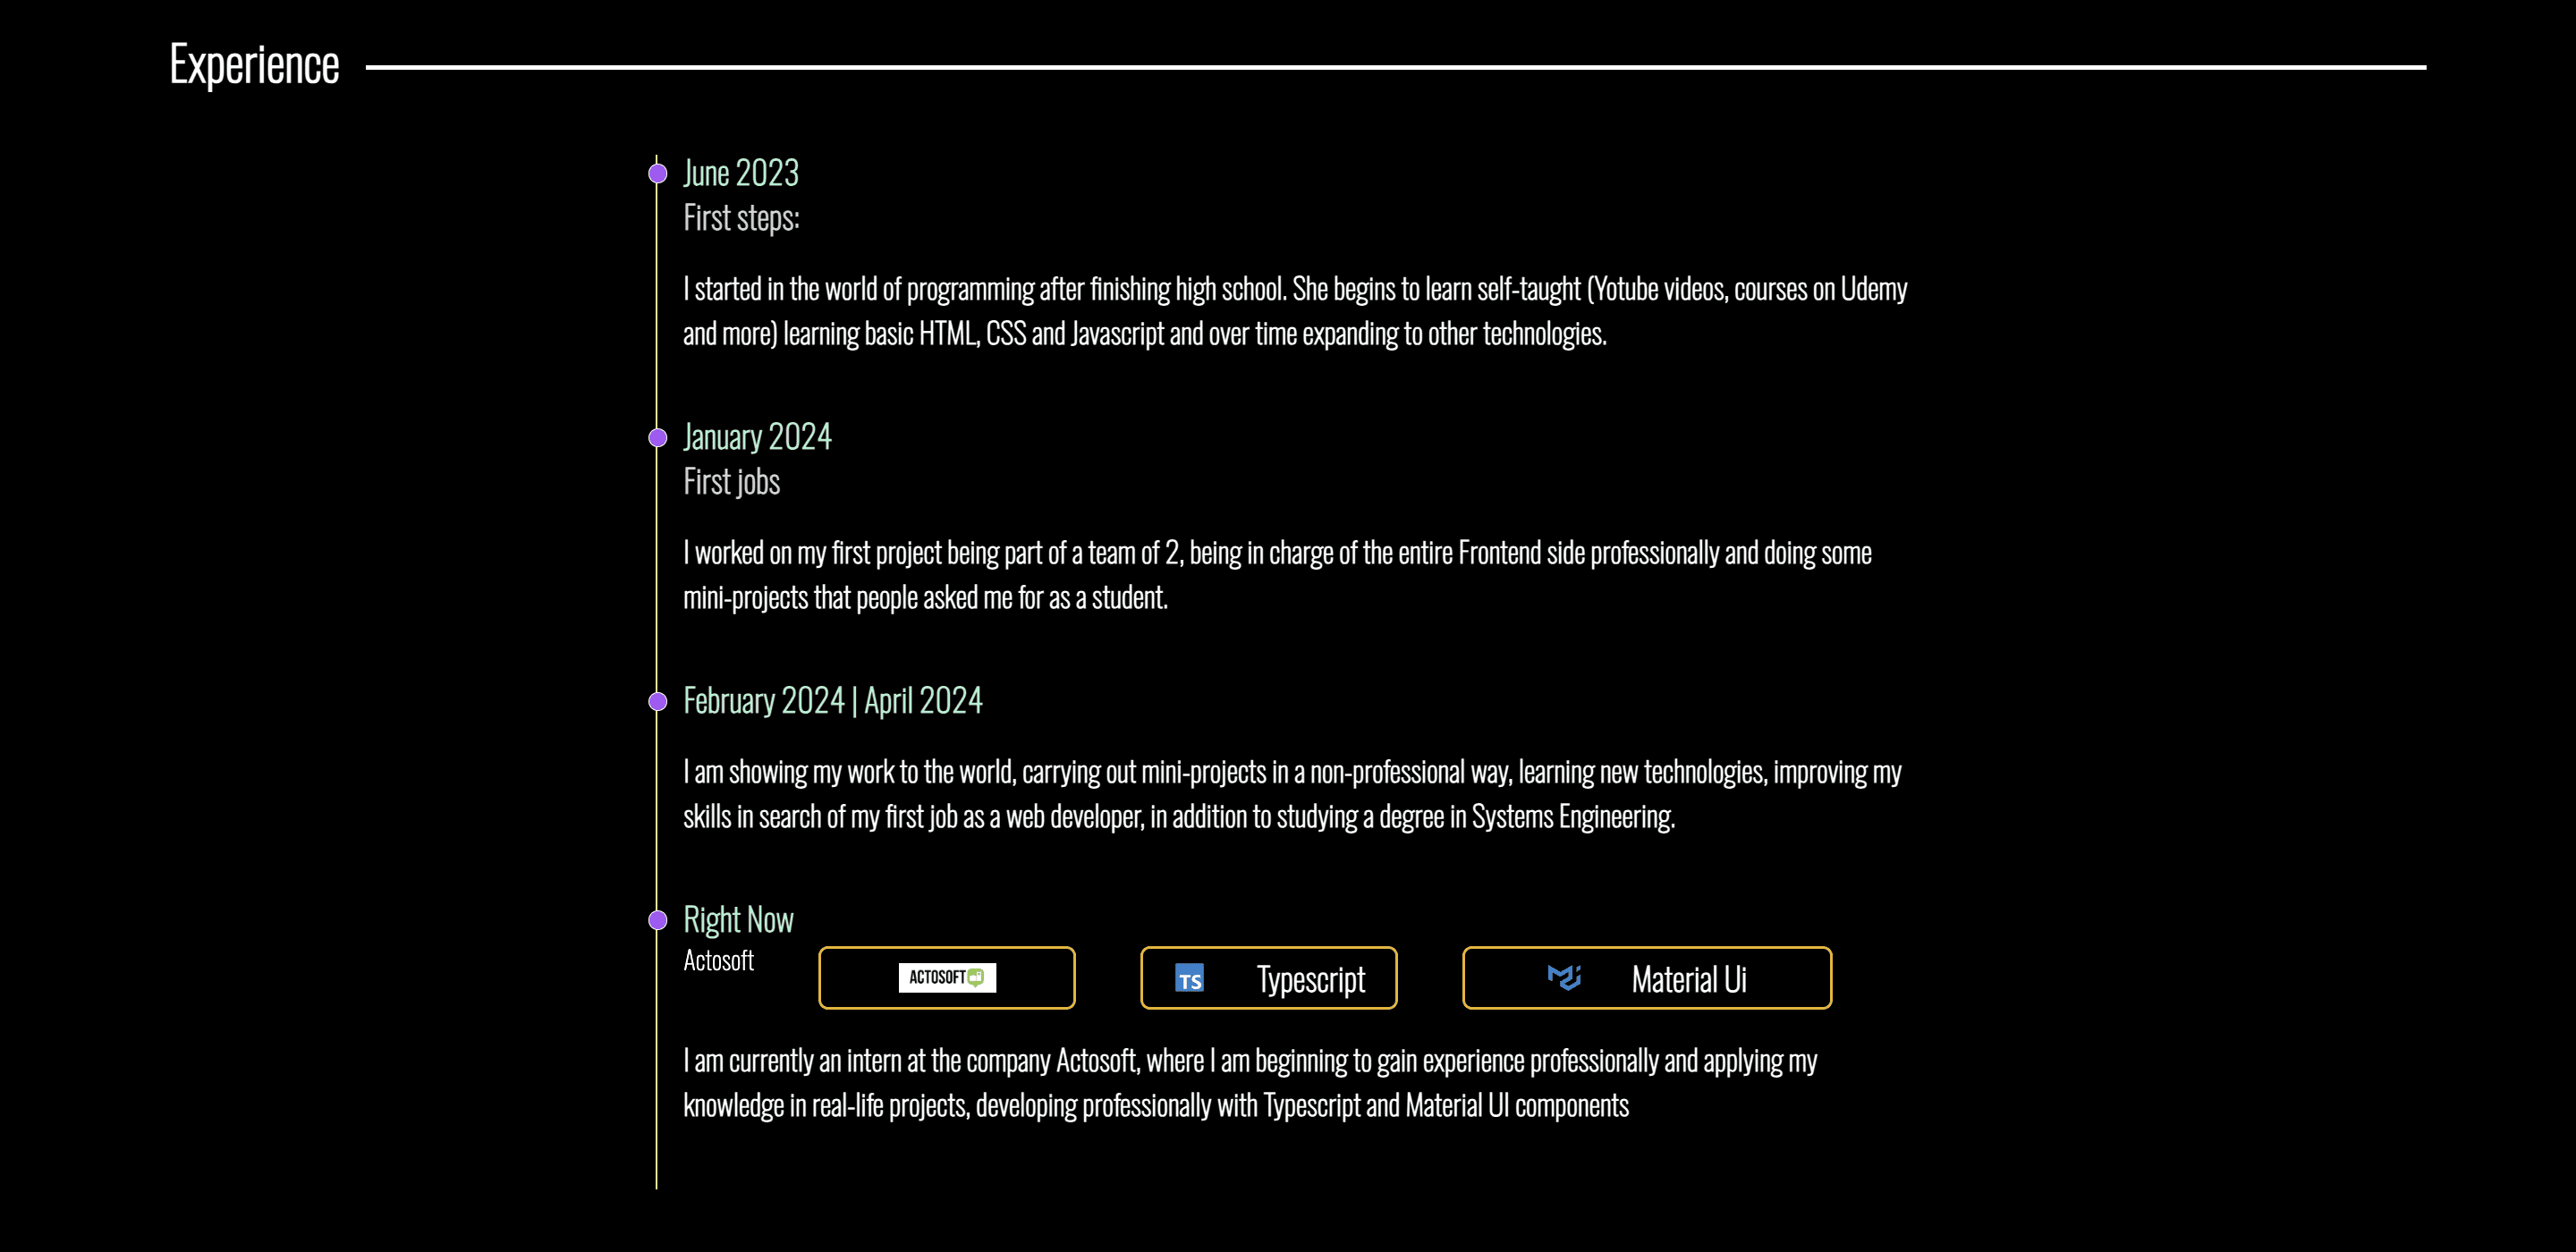 Experience
June 2023
First steps:
I started in the world of programming after finishing high school. She begins to learn self-taught (Yotube videos, courses on Udemy
and more) learning basic HTML, CSS and Javascript and over time expanding to other technologies.
January 2024
First jobs
I worked on my first project being part of a team of 2, being in charge of the entire Frontend side professionally and doing some
mini-projects that people asked me for as a student.
February 2024 | April 2024
I am showing my work to the world, carrying out mini-projects in a non-professional way, learning new technologies, improving my
skills in search of my first job as a web developer, in addition to studying a degree in Systems Engineering.
Right Now
Actosoft
ACTOSOFT
TS Typescript
Material Ui
I am currently an intern at the company Actosoft, where I am beginning to gain experience professionally and applying my
knowledge in real-life projects, developing professionally with Typescript and Material UI components